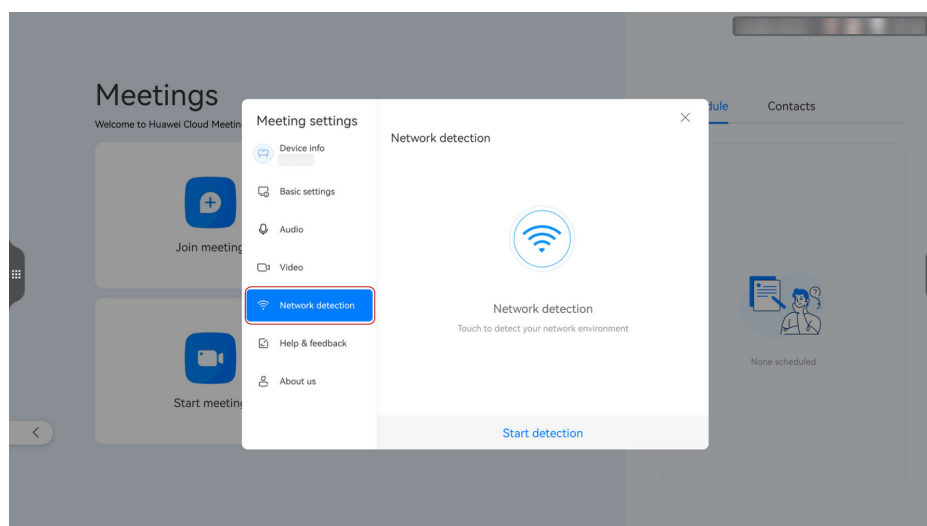 Meetings
Welcome to Huawei Cloud Meetin
Join meeting
Start meeting
Meeting settings
Device info
Basic settings
Audio
Video
Network detection
Help & feedback
About us
Network detection
Network detection
Touch to detect your network environment
Start detection
dule
Contacts
None scheduled